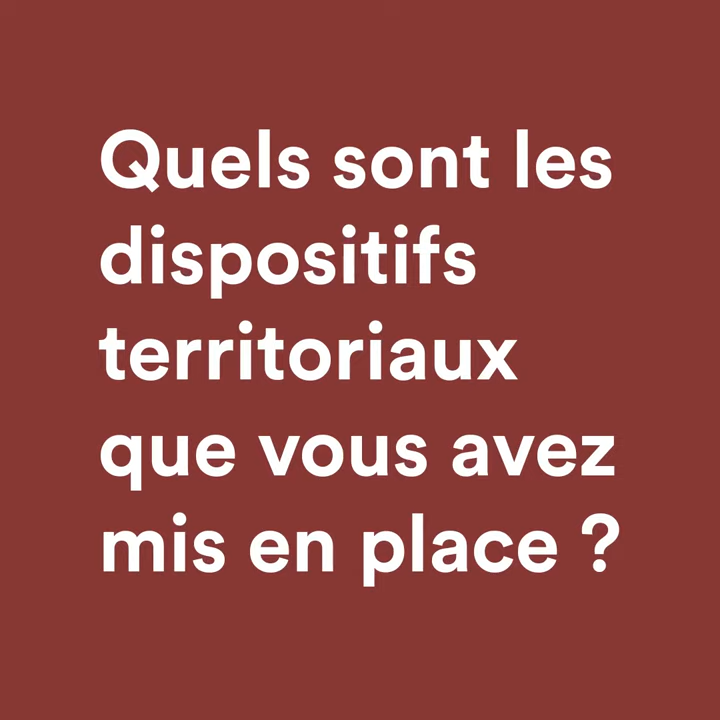 Quels sont les
dispositifs
territoriaux
que vous avez
mis en place ?